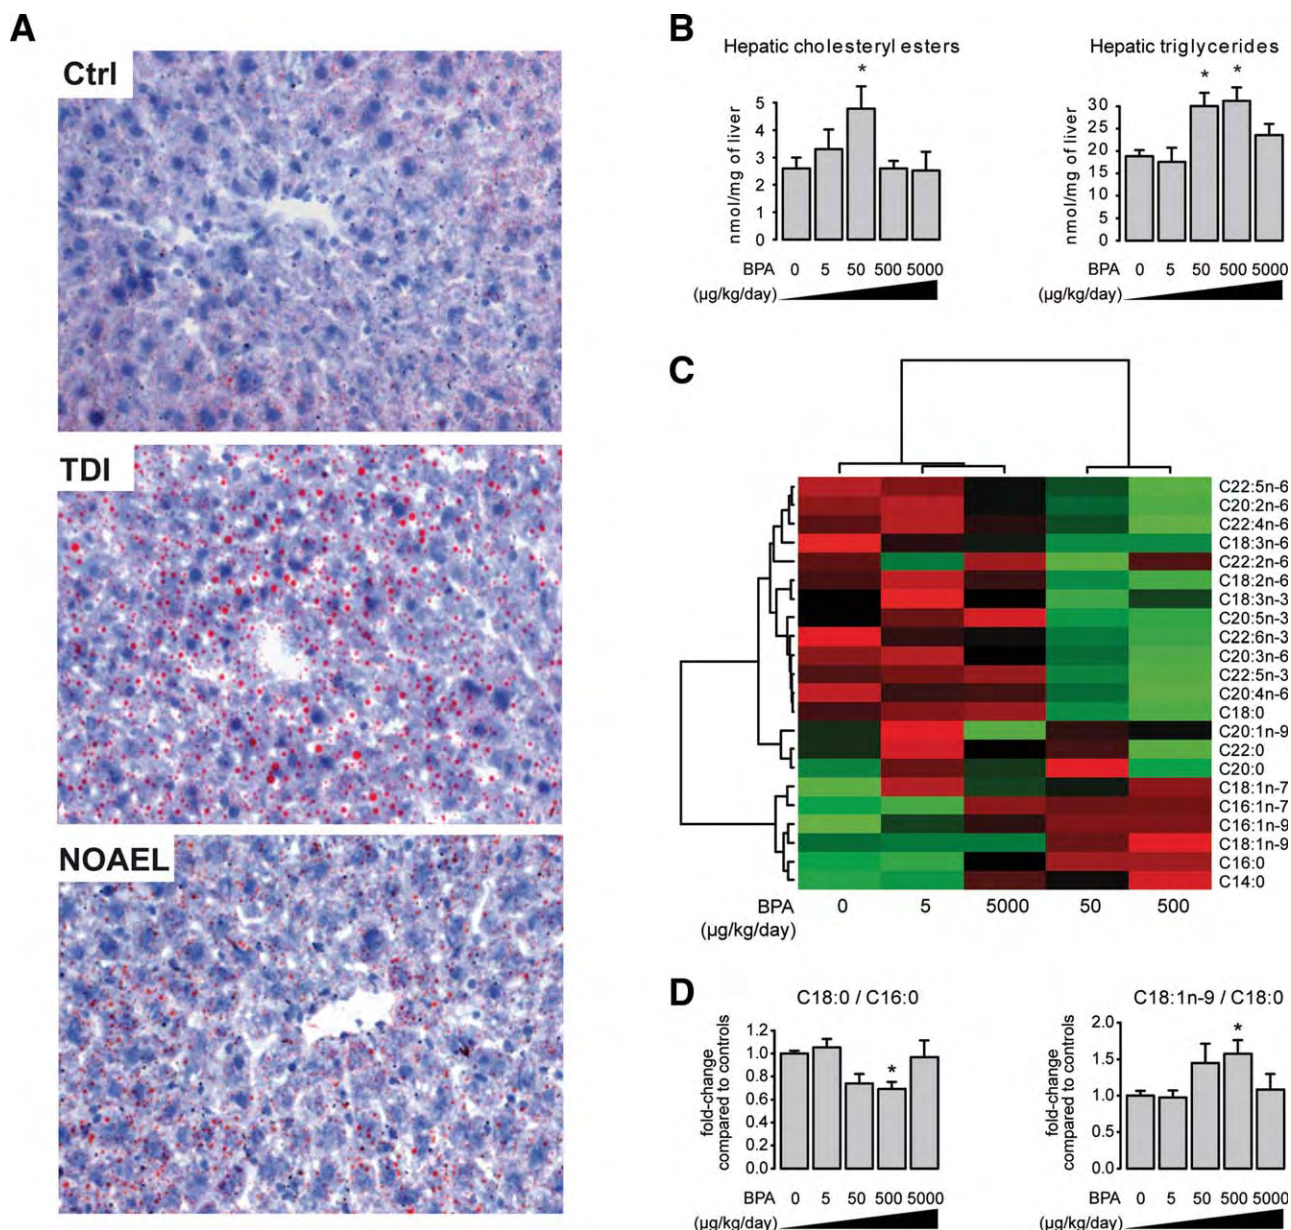 A
Ctrl
TDI
NOAEL
B
Hepatic cholesteryl esters
nmol/mg of liver
5
4
3
2
1
0
*
BPA 0 5 50 500 5000
(µg/kg/day)
Hepatic triglycerides
nmol/mg of liver
30
25
20
15
10
5
0
* *
BPA 0 5 50 500 5000
(µg/kg/day)
C
C22:5n-6
C20:2n-6
C22:4n-6
C18:3n-6
C22:2n-6
C18:2n-6
C18:3n-3
C20:5n-3
C22:6n-3
C20:3n-6
C22:5n-3
C20:4n-6
C18:0
C20:1n-9
C22:0
C20:0
C18:1n-7
C16:1n-7
C16:1n-9
C18:1n-9
C16:0
C14:0
BPA 0 5 5000 50 500
(µg/kg/day)
D
C18:0 / C16:0
fold-change
compared to controls
1.2
1.0
0.8
0.6
0.4
0.2
0.0
*
BPA 0 5 50 500 5000
(µg/kg/day)
C18:1n-9 / C18:0
fold-change
compared to controls
2.0
1.5
1.0
0.5
0.0
*
BPA 0 5 50 500 5000
(µg/kg/day)